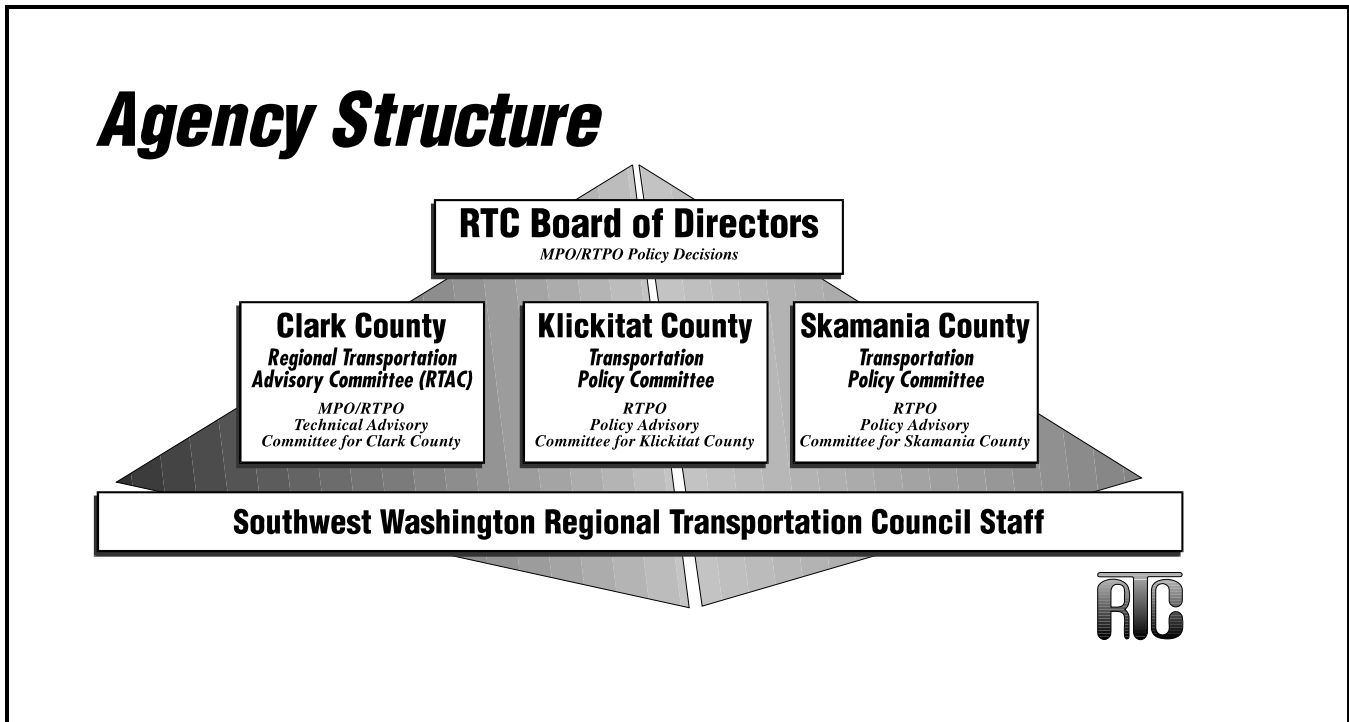 Agency Structure
RTC Board of Directors
MPO/RTPO Policy Decisions
Clark County
Regional Transportation
Advisory Committee (RTAC)
MPO/RTPO
Technical Advisory
Committee for Clark County
Klickitat County
Transportation
Policy Committee
RTPO
Policy Advisory
Committee for Klickitat County
Skamania County
Transportation
Policy Committee
RTPO
Policy Advisory
Committee for Skamania County
Southwest Washington Regional Transportation Council Staff
RTC